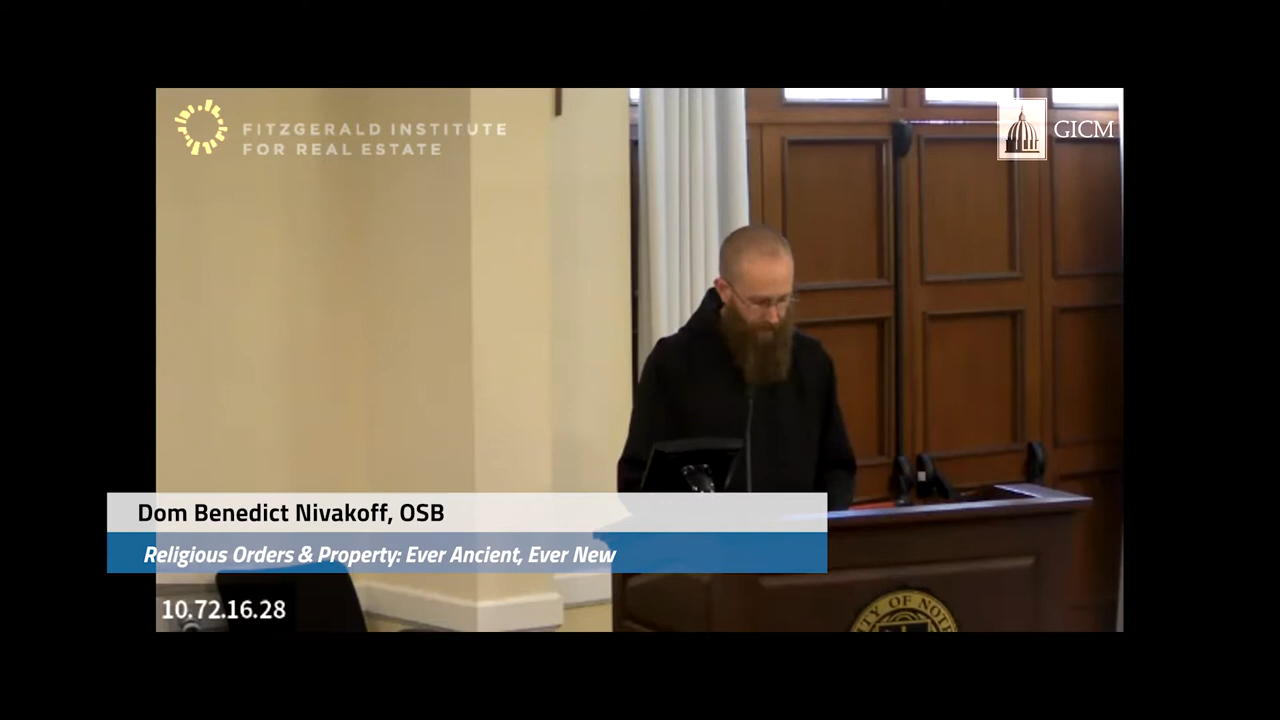 FITZGERALD INSTITUTE
FOR REAL ESTATE
GICM
Dom Benedict Nivakoff, OSB
Religious Orders & Property: Ever Ancient, Ever New
10.72.16.28